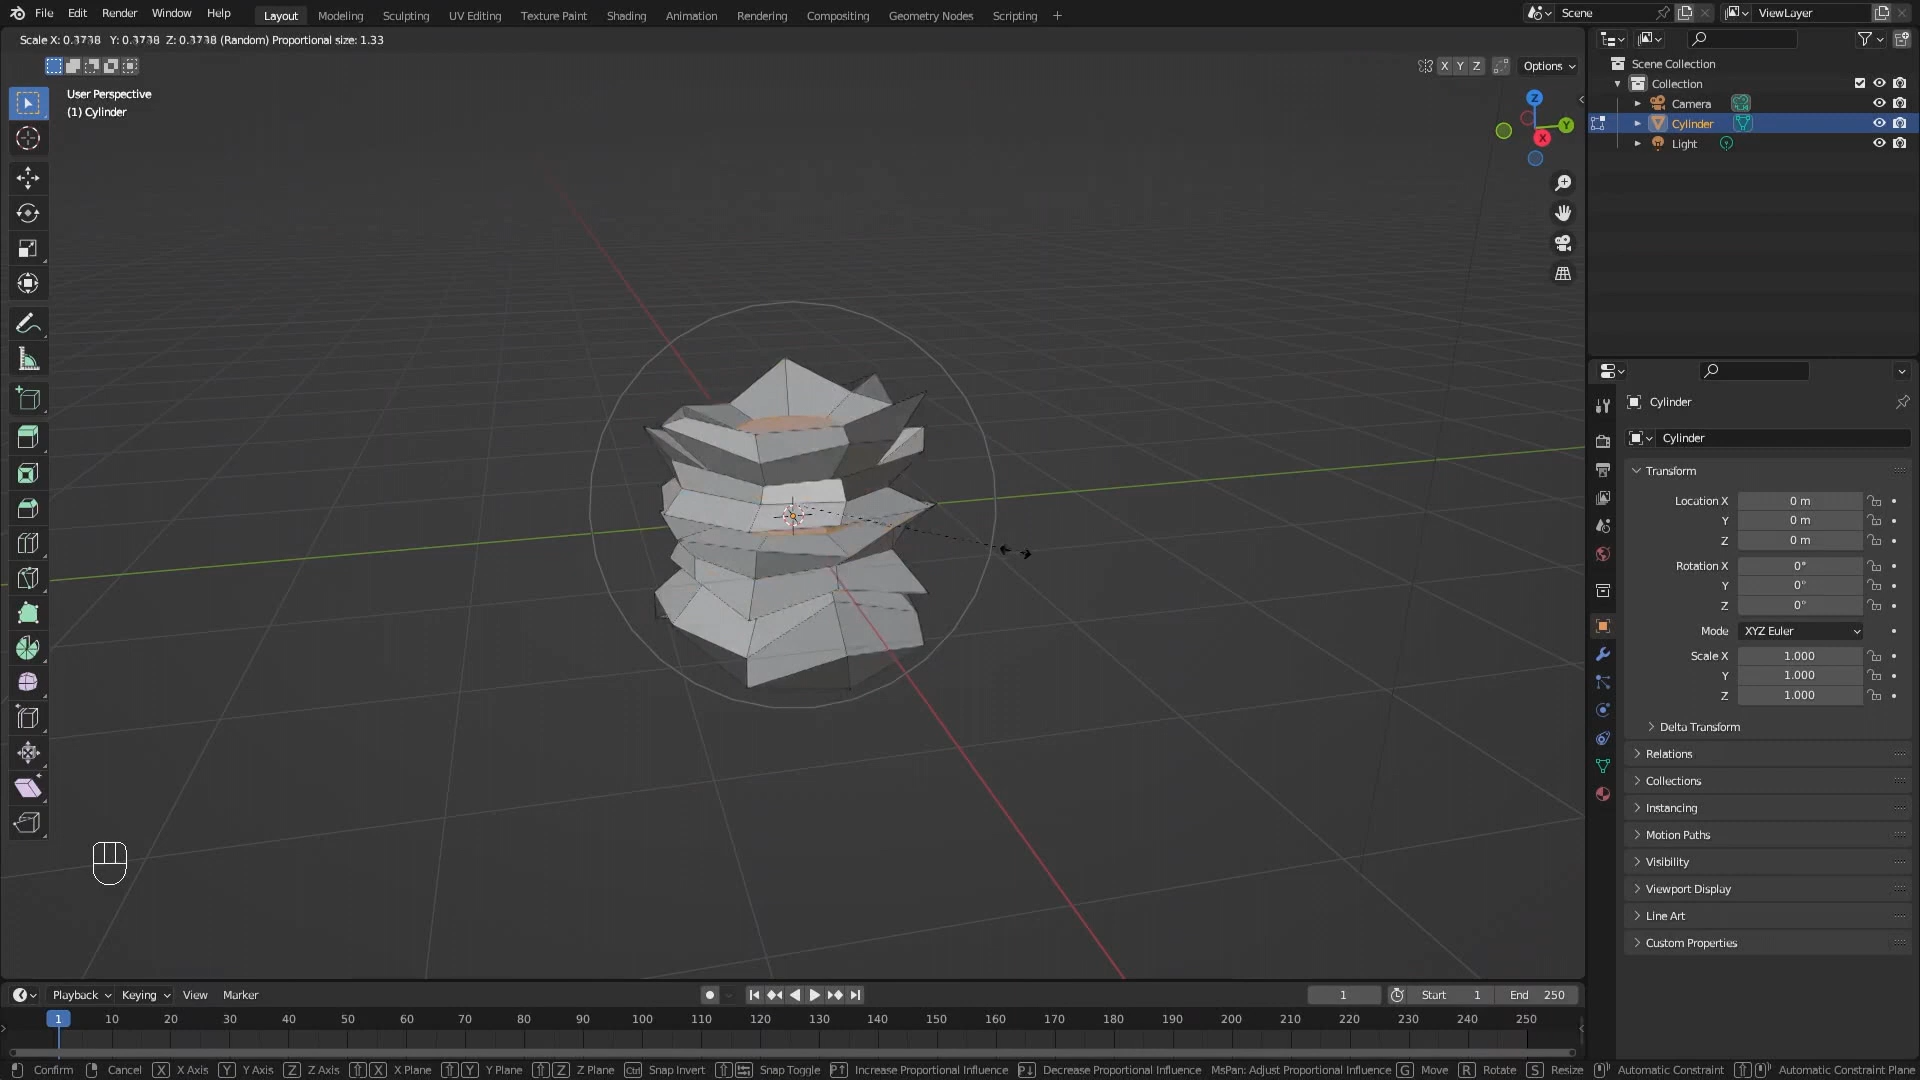 File Edit Render Window Help Layout Modeling Sculpting UV Editing Texture Paint Shading Animation Rendering Compositing Geometry Nodes Scripting + Scene ViewLayer
Scale X: 0.3738 Y: 0.3738 Z: 0.3738 (Random) Proportional size: 1.33
X Y Z Options
User Perspective
(1) Cylinder
Z
Y
X
Scene Collection
Collection
Camera
Cylinder
Light
Cylinder
Cylinder
Transform
Location X 0 m
Y 0 m
Z 0 m
Rotation X 0°
Y 0°
Z 0°
Mode XYZ Euler
Scale X 1.000
Y 1.000
Z 1.000
Delta Transform
Relations
Collections
Instancing
Motion Paths
Visibility
Viewport Display
Line Art
Custom Properties
Playback Keying View Marker 1 Start 1 End 250
1 10 20 30 40 50 60 70 80 90 100 110 120 130 140 150 160 170 180 190 200 210 220 230 240 250
Confirm Cancel X X Axis Y Y Axis Z Z Axis X X Plane Y Y Plane Z Z Plane Ctrl Snap Invert Snap Toggle P↑ Increase Proportional Influence P↓ Decrease Proportional Influence MsPan: Adjust Proportional Influence G Move R Rotate S Resize Automatic Constraint Automatic Constraint Plane